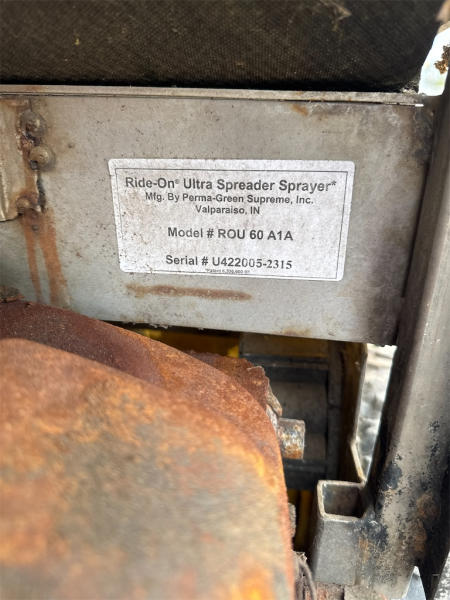 Ride-On® Ultra Spreader Sprayer*
Mfg. By Perma-Green Supreme, Inc.
Valparaiso, IN
Model # ROU 60 A1A
Serial # U422005-2315